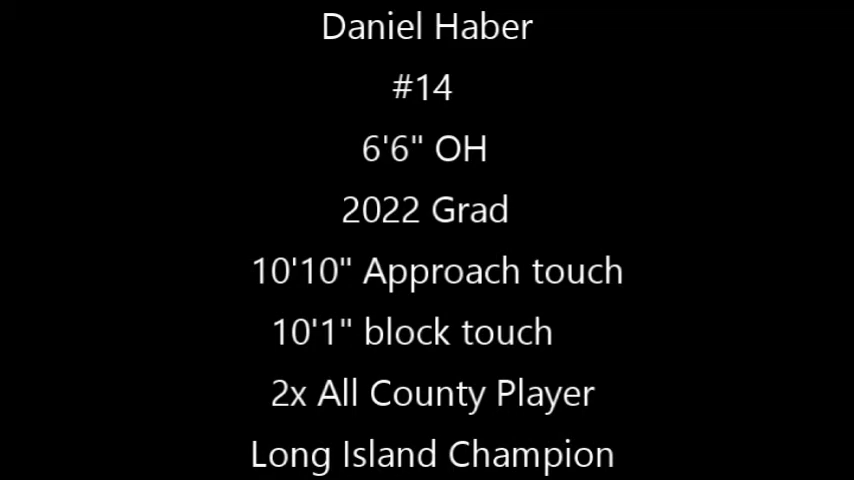 Daniel Haber
#14
6'6" OH
2022 Grad
10'10" Approach touch
10'1" block touch
2x All County Player
Long Island Champion